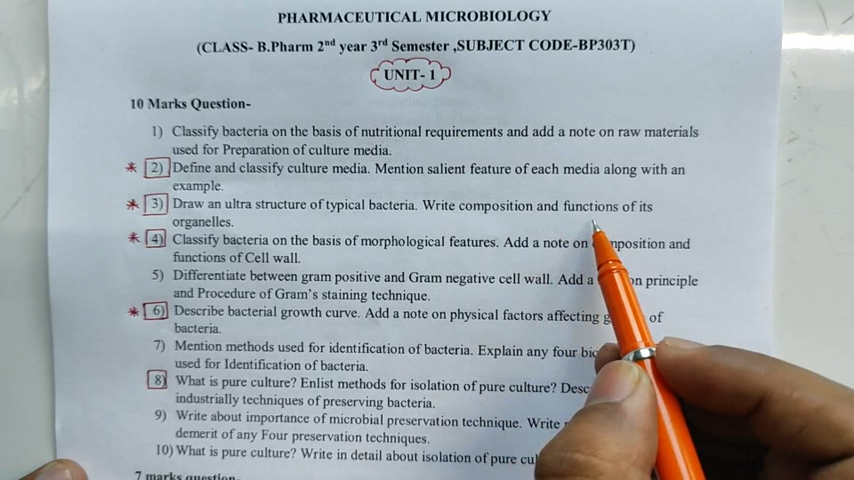 PHARMACEUTICAL MICROBIOLOGY
(CLASS- B.Pharm 2nd year 3rd Semester ,SUBJECT CODE-BP303T)
UNIT- 1
10 Marks Question-
1) Classify bacteria on the basis of nutritional requirements and add a note on raw materials
used for Preparation of culture media.
* 2) Define and classify culture media. Mention salient feature of each media along with an
example.
* 3) Draw an ultra structure of typical bacteria. Write composition and functions of its
organelles.
* 4) Classify bacteria on the basis of morphological features. Add a note on and
functions of Cell wall.
5) Differentiate between gram positive and Gram negative cell wall. Add a principle
and Procedure of Gram's staining technique.
* 6) Describe bacterial growth curve. Add a note on physical factors affecting of
bacteria.
7) Mention methods used for identification of bacteria. Explain any four
used for Identification of bacteria.
8) What is pure culture? Enlist methods for isolation of pure culture?
industrially techniques of preserving bacteria.
9) Write about importance of microbial preservation technique. Write
demerit of any Four preservation techniques.
10) What is pure culture? Write in detail about isolation of pure
7 marks question-